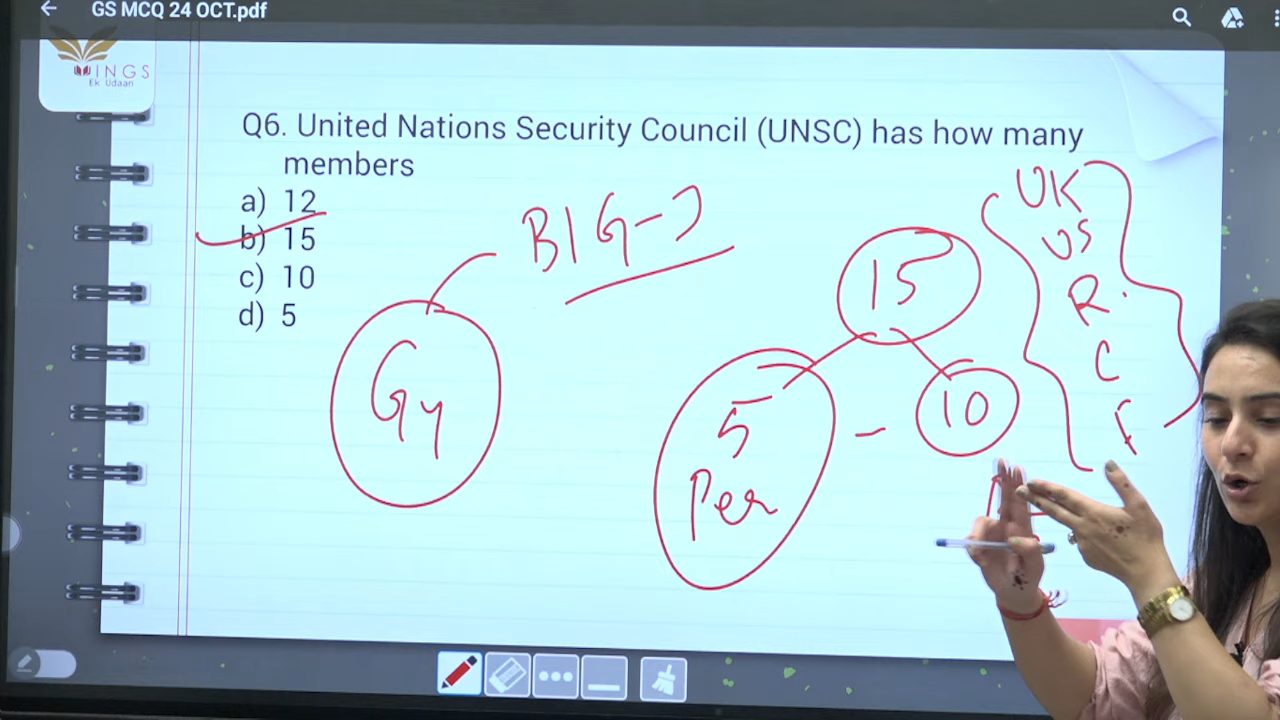 GS MCQ 24 OCT.pdf
WINGS
Ek Udaan
Q6. United Nations Security Council (UNSC) has how many
members
a) 12
b) 15
c) 10
d) 5
BIG-
Gy
15
5
Per
-
10
UK
US
R.
C
F